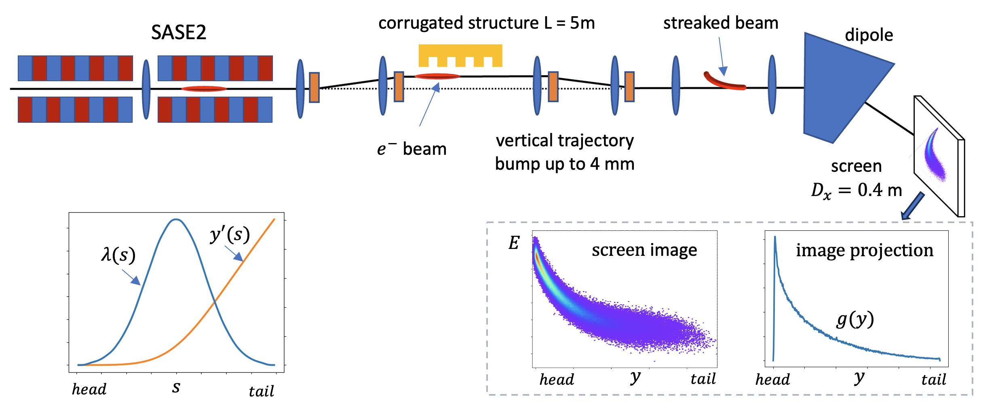 SASE2
corrugated structure L = 5m
streaked beam
dipole
e⁻ beam
vertical trajectory
bump up to 4 mm
screen
Dₓ = 0.4 m
λ(s)
y′(s)
head
s
tail
E
screen image
head
y
tail
image projection
g(y)
head
y
tail